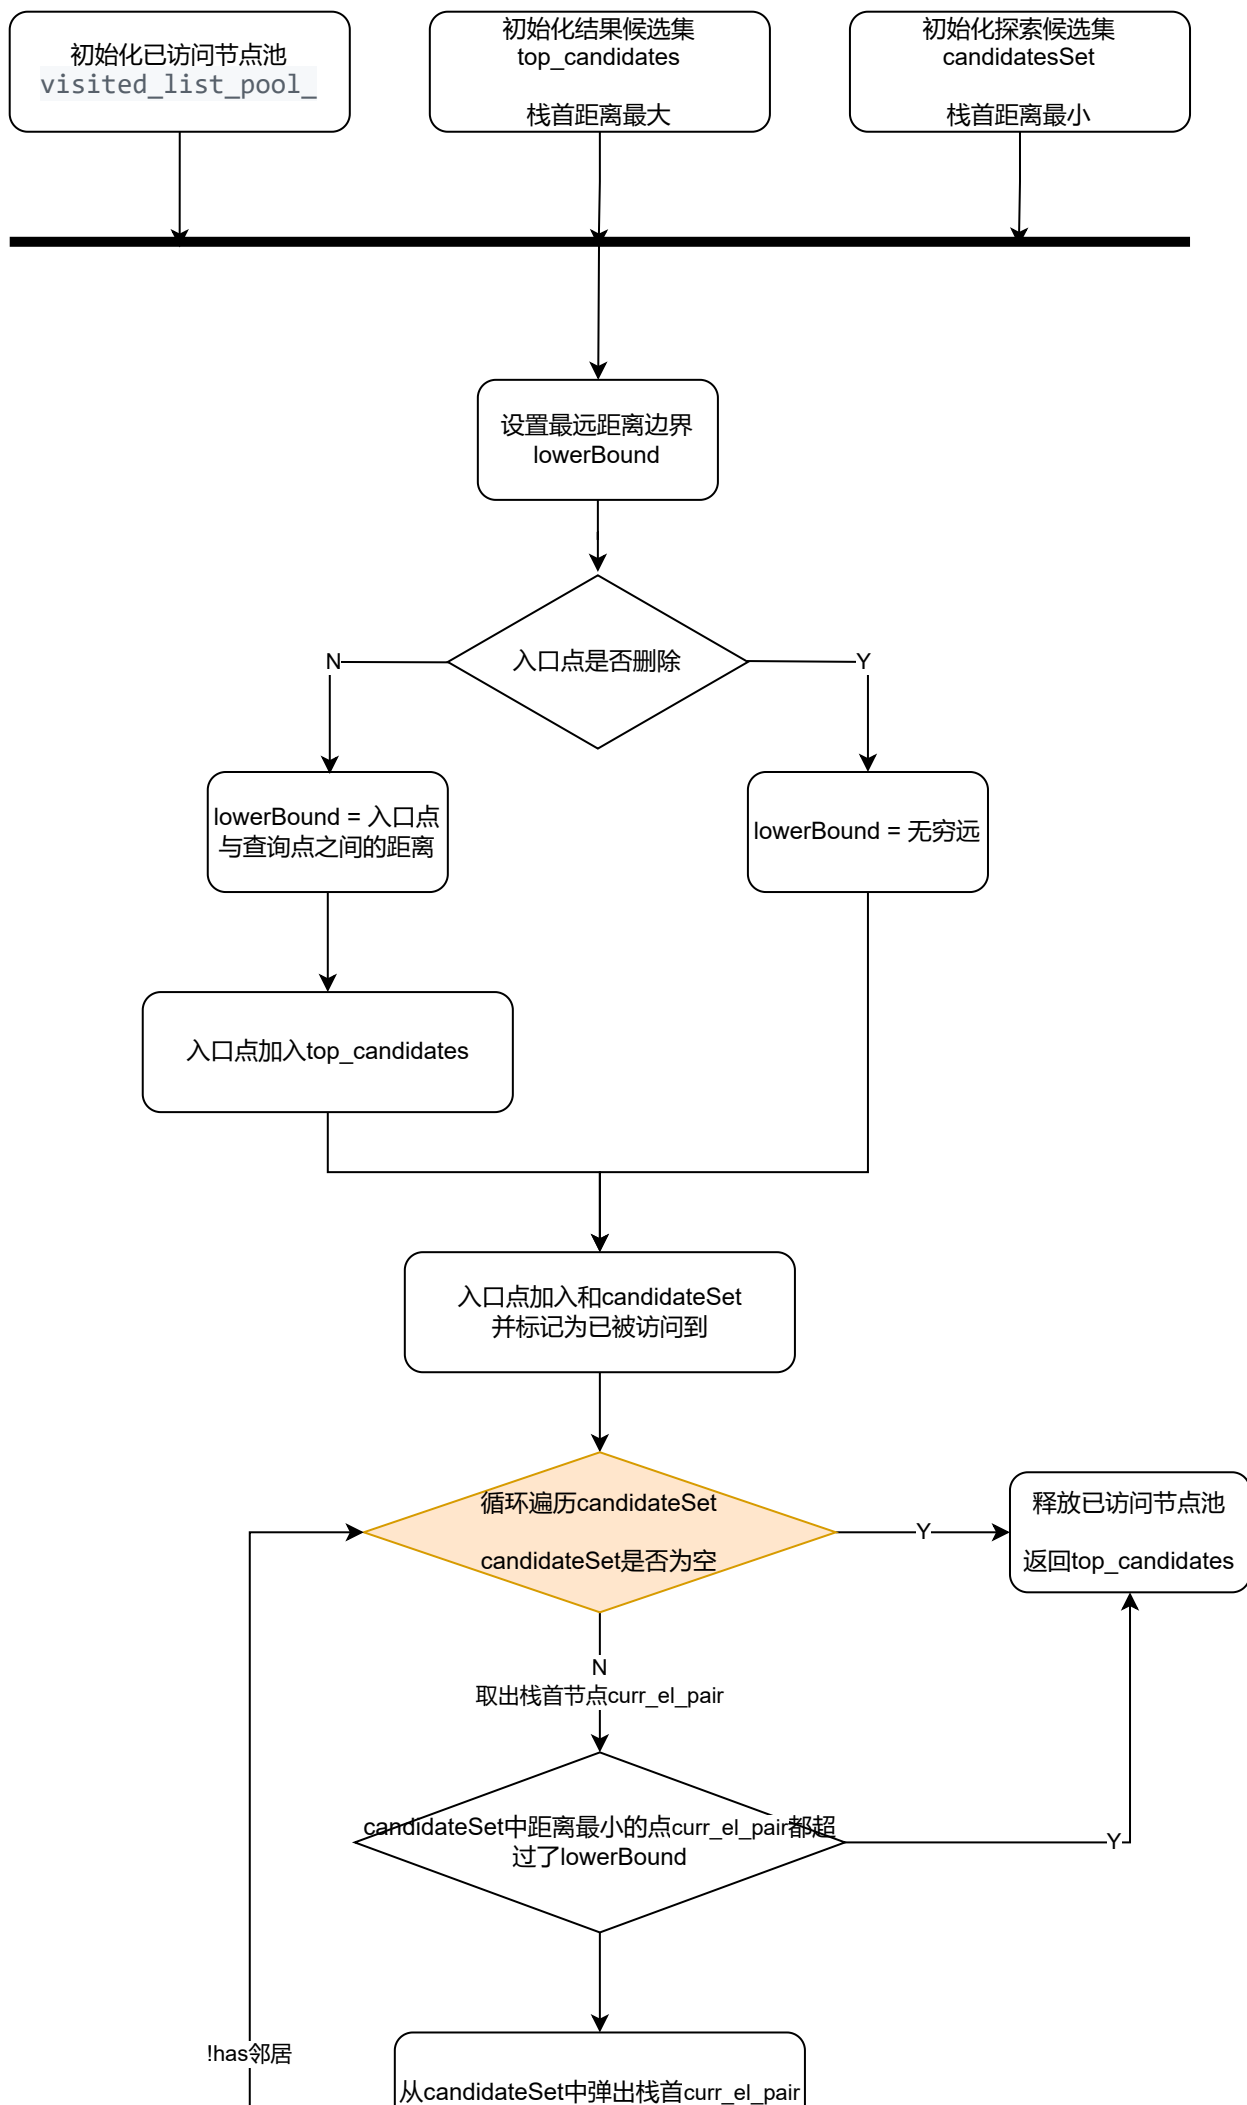 初始化已访问节点池
visited_list_pool_
初始化结果候选集
top_candidates
栈首距离最大
初始化探索候选集
candidatesSet
栈首距离最小
设置最远距离边界
lowerBound
入口点是否删除
N
Y
lowerBound = 入口点
与查询点之间的距离
lowerBound = 无穷远
入口点加入top_candidates
入口点加入和candidateSet
并标记为已被访问到
循环遍历candidateSet
candidateSet是否为空
Y
释放已访问节点池
返回top_candidates
N
取出栈首节点curr_el_pair
candidateSet中距离最小的点curr_el_pair都超
过了lowerBound
Y
!has邻居
从candidateSet中弹出栈首curr_el_pair